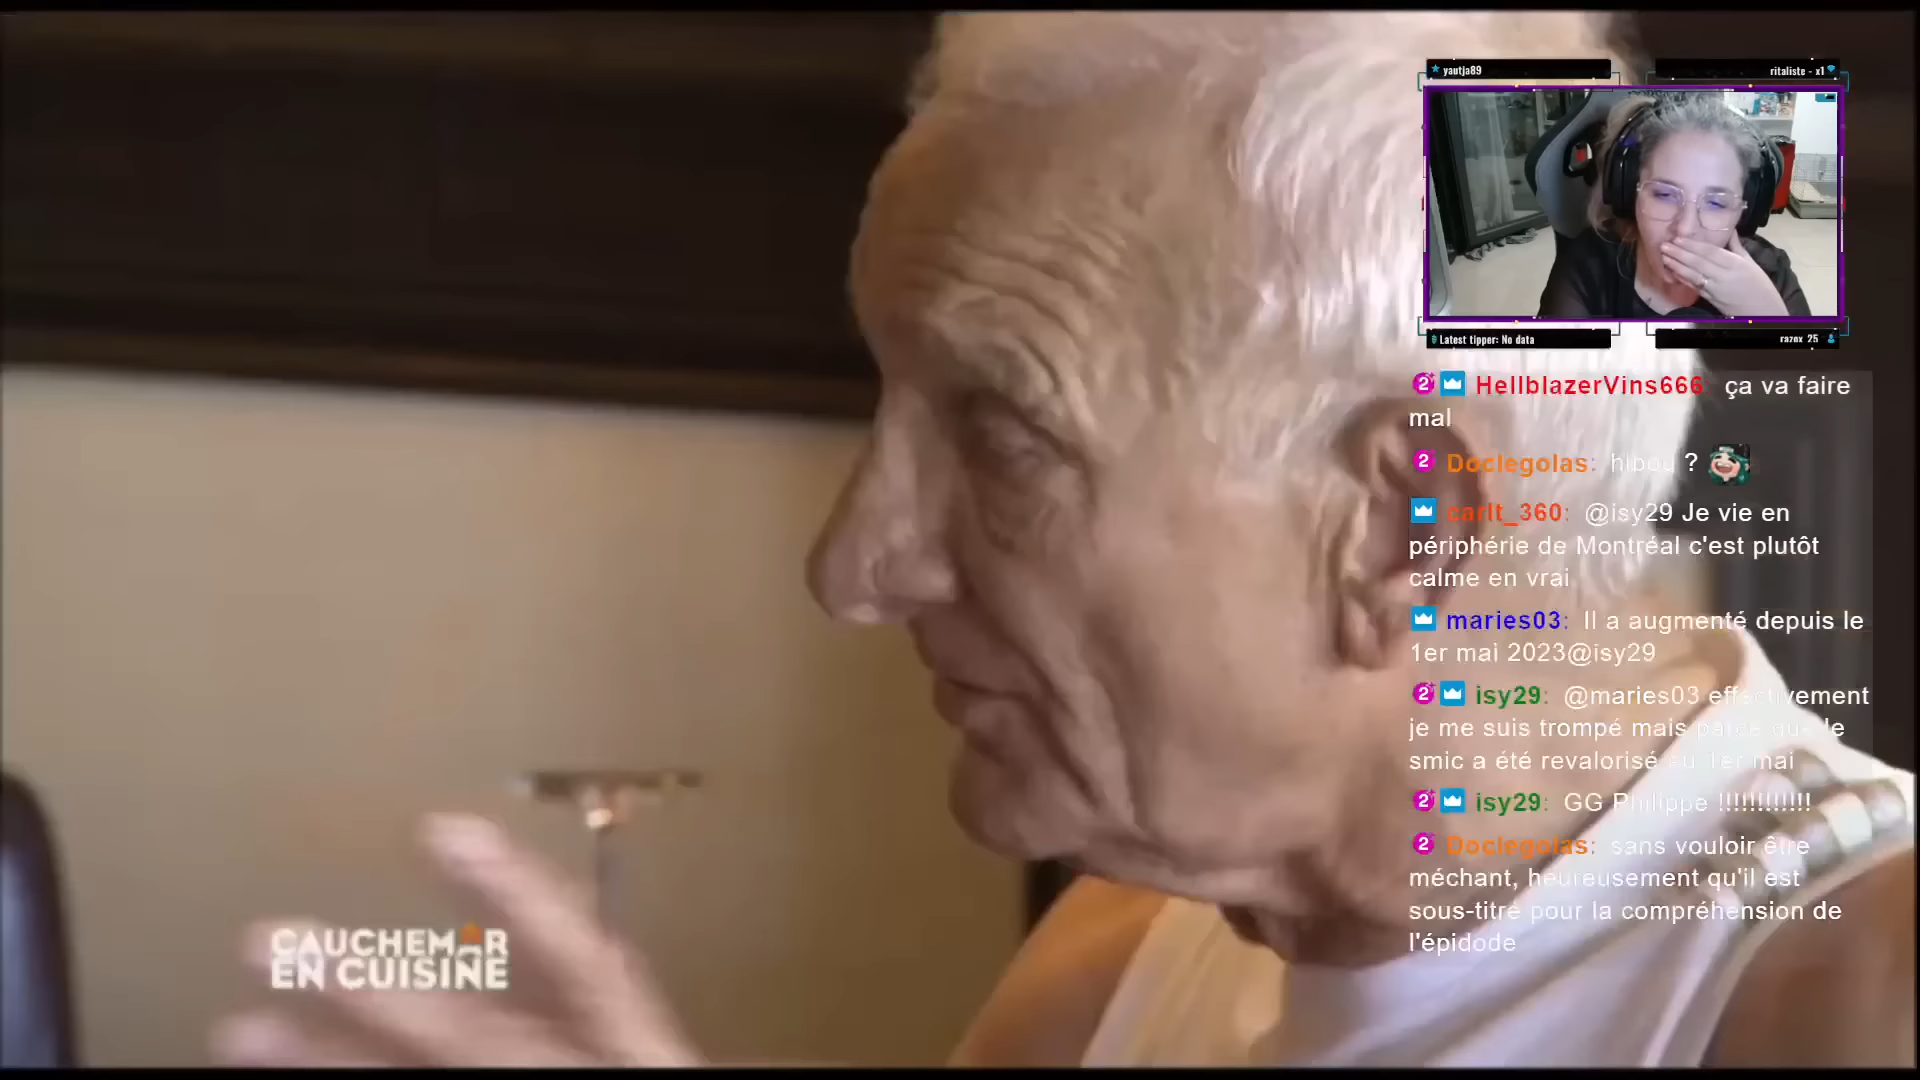 yautja89
ritaliste - x1
Latest tipper: No data
razox_25
HellblazerVins666: ça va faire
mal
Doclegolas: hibou ?
carlt_360: @isy29 Je vie en
périphérie de Montréal c'est plutôt
calme en vrai
maries03: Il a augmenté depuis le
1er mai 2023@isy29
isy29: @maries03 effectivement
je me suis trompé mais parce que le
smic a été revalorisé au 1er mai
isy29: GG Philippe !!!!!!!!!!!!
Doclegolas: sans vouloir être
méchant, heureusement qu'il est
sous-titré pour la compréhension de
l'épidode
CAUCHEMAR
EN CUISINE